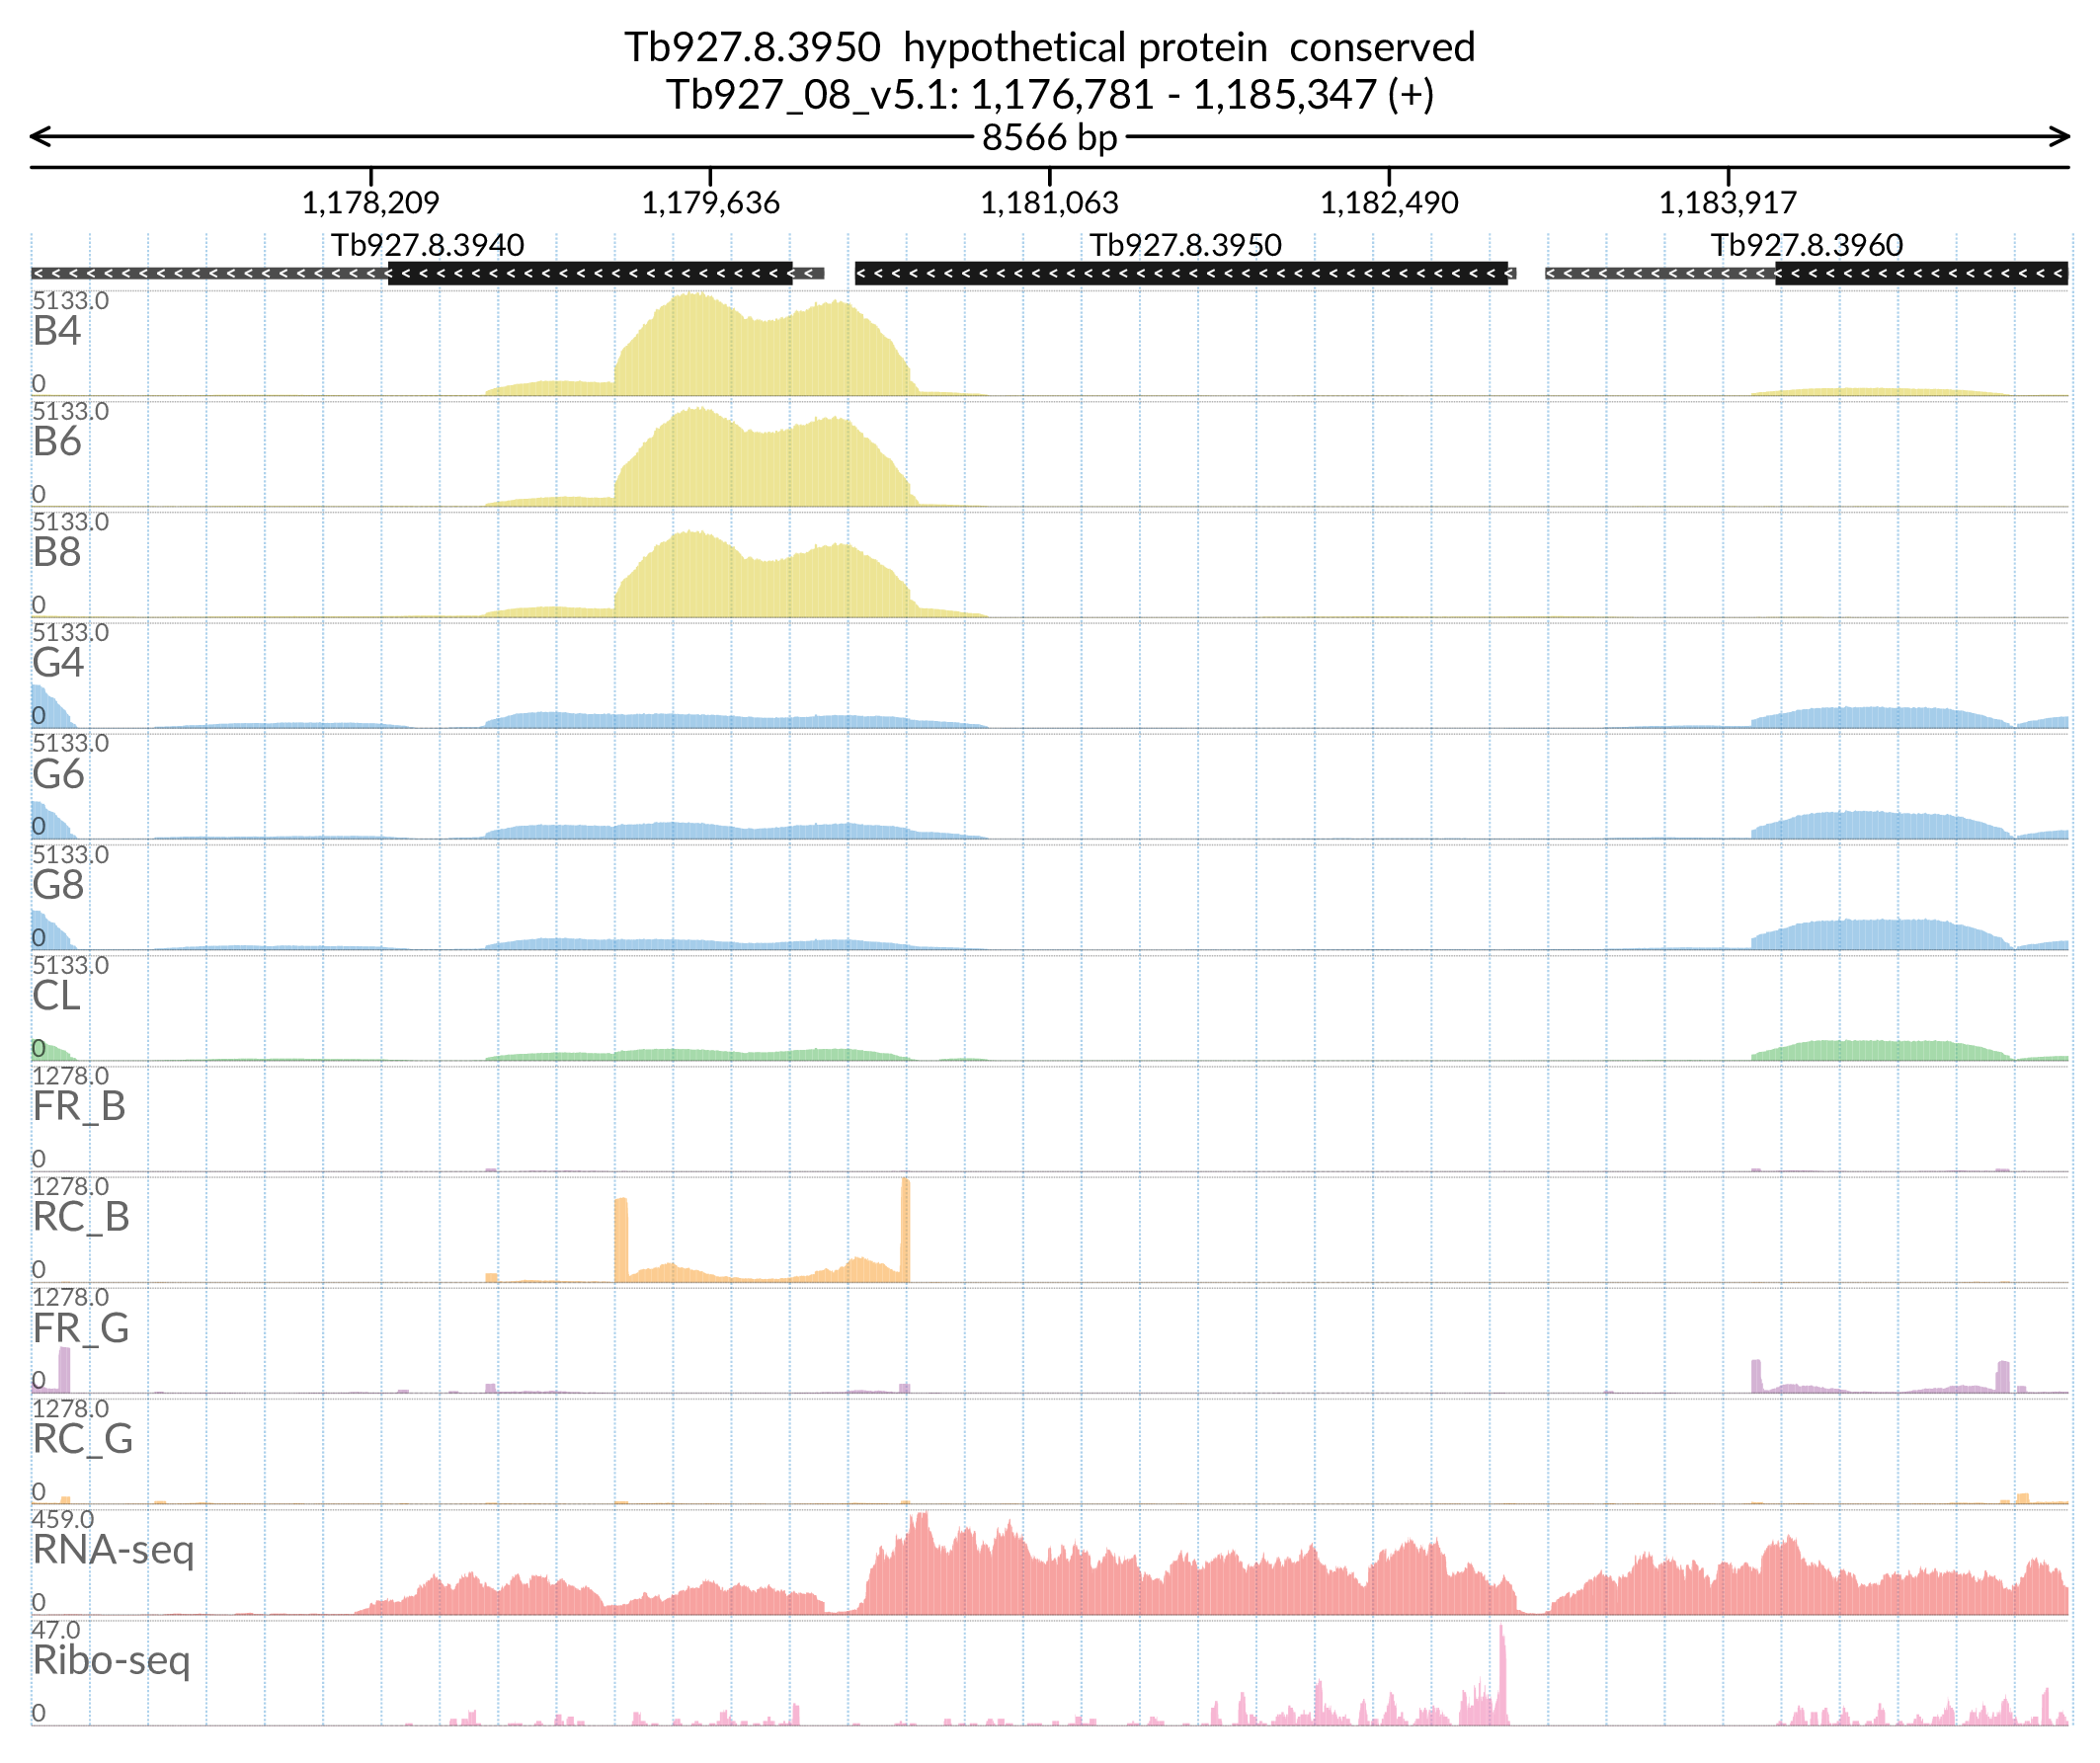 Tb927.8.3950  hypothetical protein  conserved
Tb927_08_v5.1: 1,176,781 - 1,185,347 (+)
8566 bp
1,178,209 1,179,636 1,181,063 1,182,490 1,183,917
Tb927.8.3940 Tb927.8.3950 Tb927.8.3960
5133.0
B4
0
5133.0
B6
0
5133.0
B8
0
5133.0
G4
0
5133.0
G6
0
5133.0
G8
0
5133.0
CL
0
1278.0
FR_B
0
1278.0
RC_B
0
1278.0
FR_G
0
1278.0
RC_G
0
459.0
RNA-seq
0
47.0
Ribo-seq
0